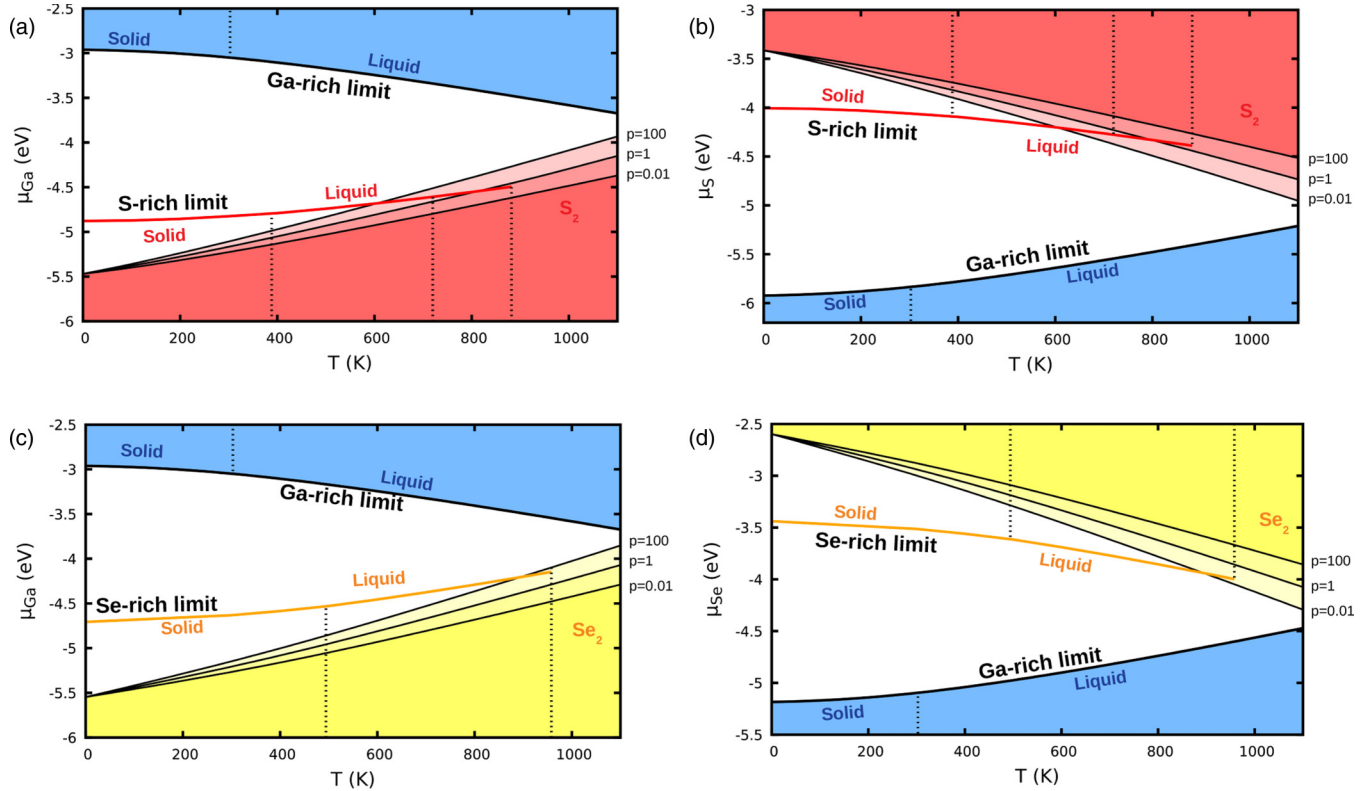 (a)
-2.5
-3
-3.5
-4
-4.5
-5
-5.5
-6
μGa (eV)
Solid
Liquid
Ga-rich limit
S-rich limit
Liquid
Solid
S2
p=100
p=1
p=0.01
0 200 400 600 800 1000
T (K)
(b)
-3
-3.5
-4
-4.5
-5
-5.5
-6
μS (eV)
Solid
S-rich limit
Liquid
S2
p=100
p=1
p=0.01
Ga-rich limit
Liquid
Solid
0 200 400 600 800 1000
T (K)
(c)
-2.5
-3
-3.5
-4
-4.5
-5
-5.5
-6
μGa (eV)
Solid
Liquid
Ga-rich limit
Se-rich limit
Liquid
Solid
Se2
p=100
p=1
p=0.01
0 200 400 600 800 1000
T (K)
(d)
-2.5
-3
-3.5
-4
-4.5
-5
-5.5
μSe (eV)
Solid
Se-rich limit
Liquid
Se2
p=100
p=1
p=0.01
Ga-rich limit
Liquid
Solid
0 200 400 600 800 1000
T (K)